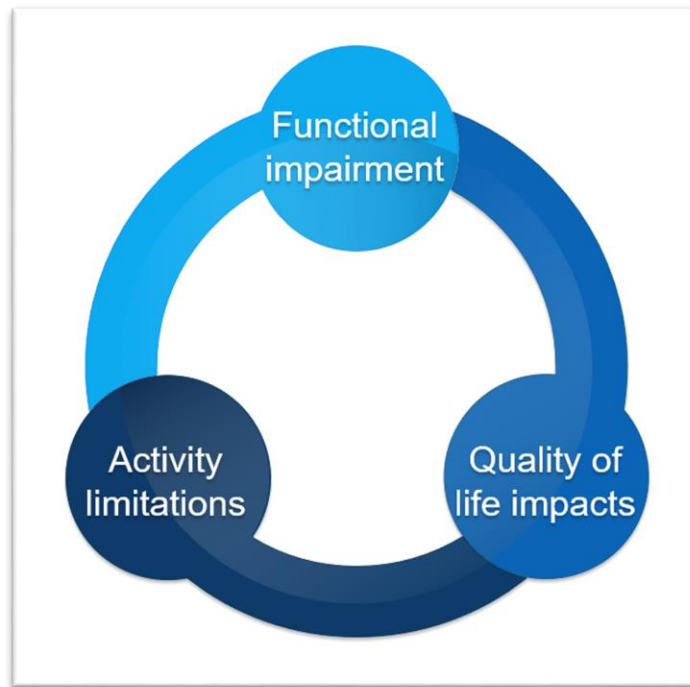 Functional
impairment
Activity
limitations
Quality of
life impacts